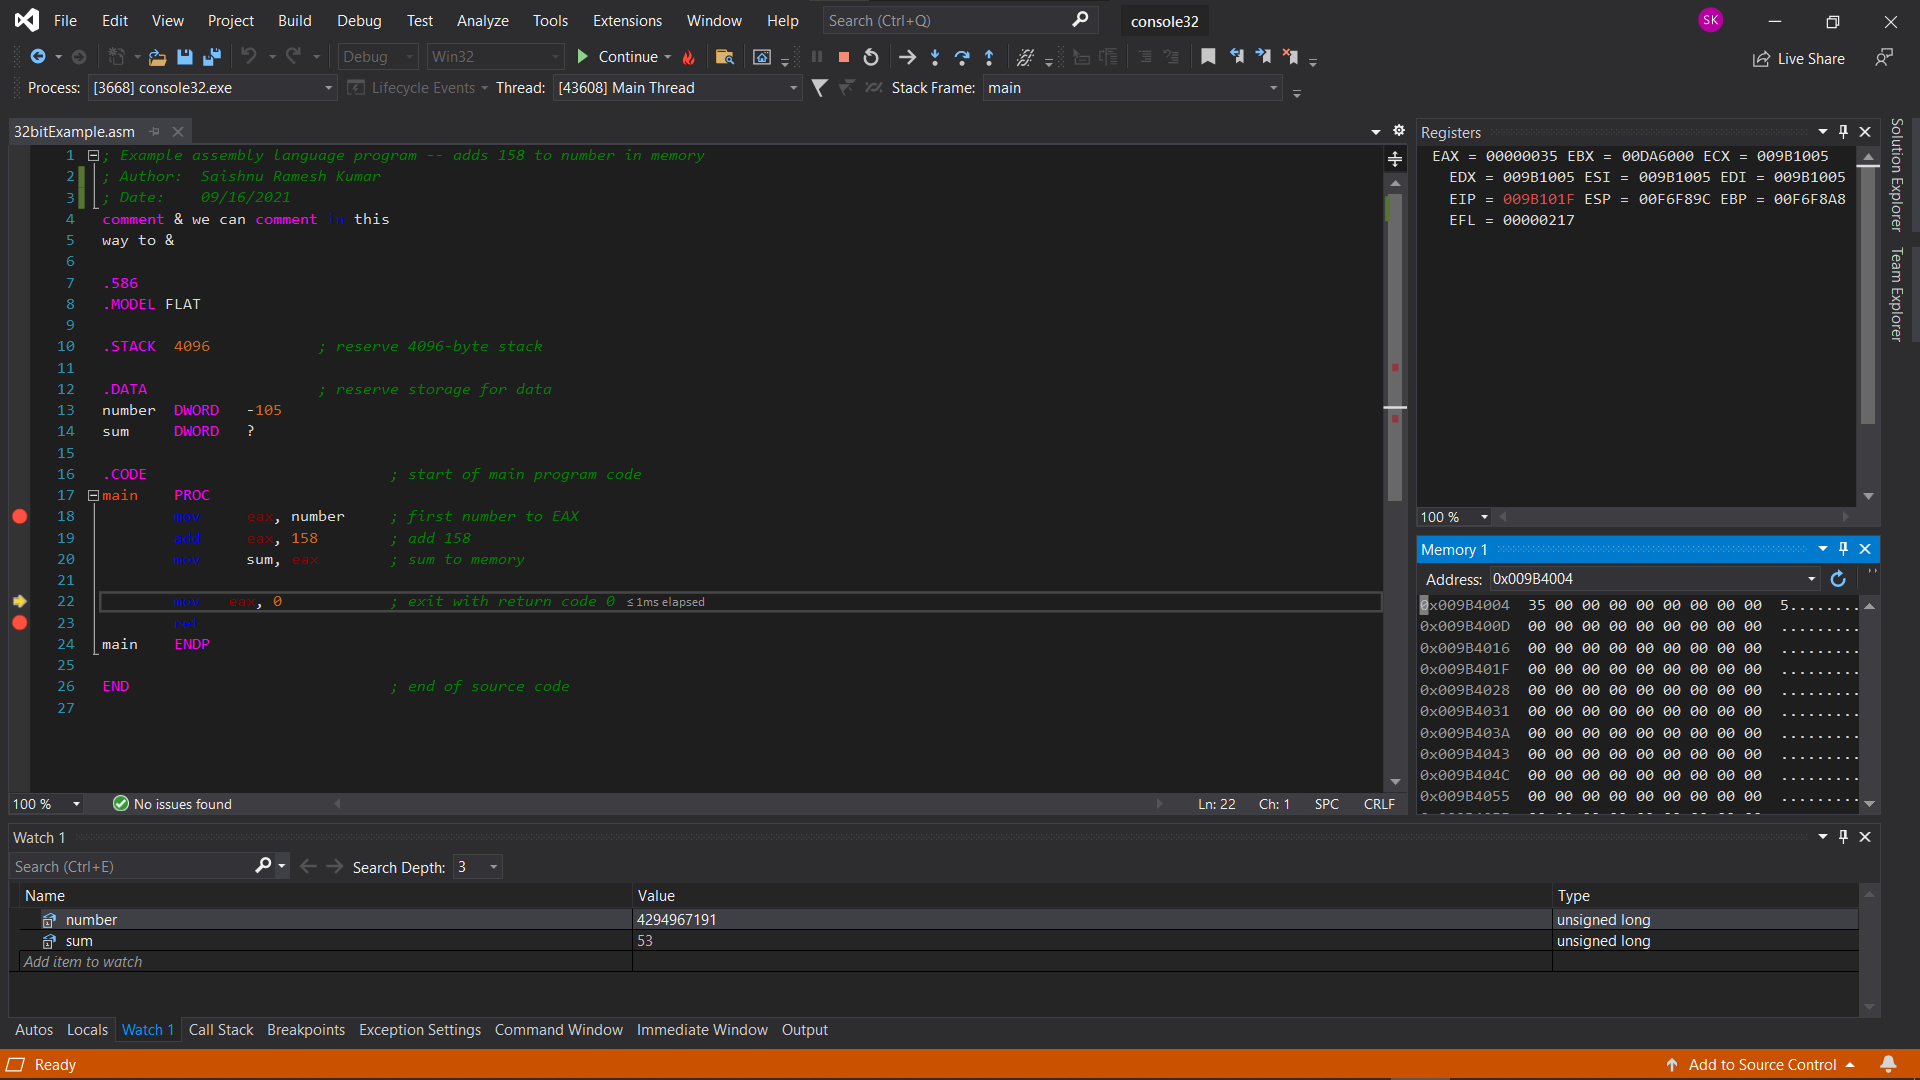 File Edit View Project Build Debug Test Analyze Tools Extensions Window Help Search (Ctrl+Q) console32 SK
Debug Win32 Continue Live Share
Process: [3668] console32.exe Lifecycle Events Thread: [43608] Main Thread Stack Frame: main
32bitExample.asm
1 ; Example assembly language program -- adds 158 to number in memory
2 ; Author: Saishnu Ramesh Kumar
3 ; Date: 09/16/2021
4 comment & we can comment in this
5 way to &
6
7 .586
8 .MODEL FLAT
9
10 .STACK 4096 ; reserve 4096-byte stack
11
12 .DATA ; reserve storage for data
13 number DWORD -105
14 sum DWORD ?
15
16 .CODE ; start of main program code
17 main PROC
18 mov eax, number ; first number to EAX
19 add eax, 158 ; add 158
20 mov sum, eax ; sum to memory
21
22 mov eax, 0 ; exit with return code 0 ≤1ms elapsed
23 ret
24 main ENDP
25
26 END ; end of source code
27
100 % No issues found Ln: 22 Ch: 1 SPC CRLF
Registers
EAX = 00000035 EBX = 00DA6000 ECX = 009B1005
EDX = 009B1005 ESI = 009B1005 EDI = 009B1005
EIP = 009B101F ESP = 00F6F89C EBP = 00F6F8A8
EFL = 00000217
100 %
Memory 1
Address: 0x009B4004
0x009B4004 35 00 00 00 00 00 00 00 00 5........
0x009B400D 00 00 00 00 00 00 00 00 00 .........
0x009B4016 00 00 00 00 00 00 00 00 00 .........
0x009B401F 00 00 00 00 00 00 00 00 00 .........
0x009B4028 00 00 00 00 00 00 00 00 00 .........
0x009B4031 00 00 00 00 00 00 00 00 00 .........
0x009B403A 00 00 00 00 00 00 00 00 00 .........
0x009B4043 00 00 00 00 00 00 00 00 00 .........
0x009B404C 00 00 00 00 00 00 00 00 00 .........
0x009B4055 00 00 00 00 00 00 00 00 00 .........
Solution Explorer
Team Explorer
Watch 1
Search (Ctrl+E) Search Depth: 3
Name Value Type
number 4294967191 unsigned long
sum 53 unsigned long
Add item to watch
Autos Locals Watch 1 Call Stack Breakpoints Exception Settings Command Window Immediate Window Output
Ready Add to Source Control